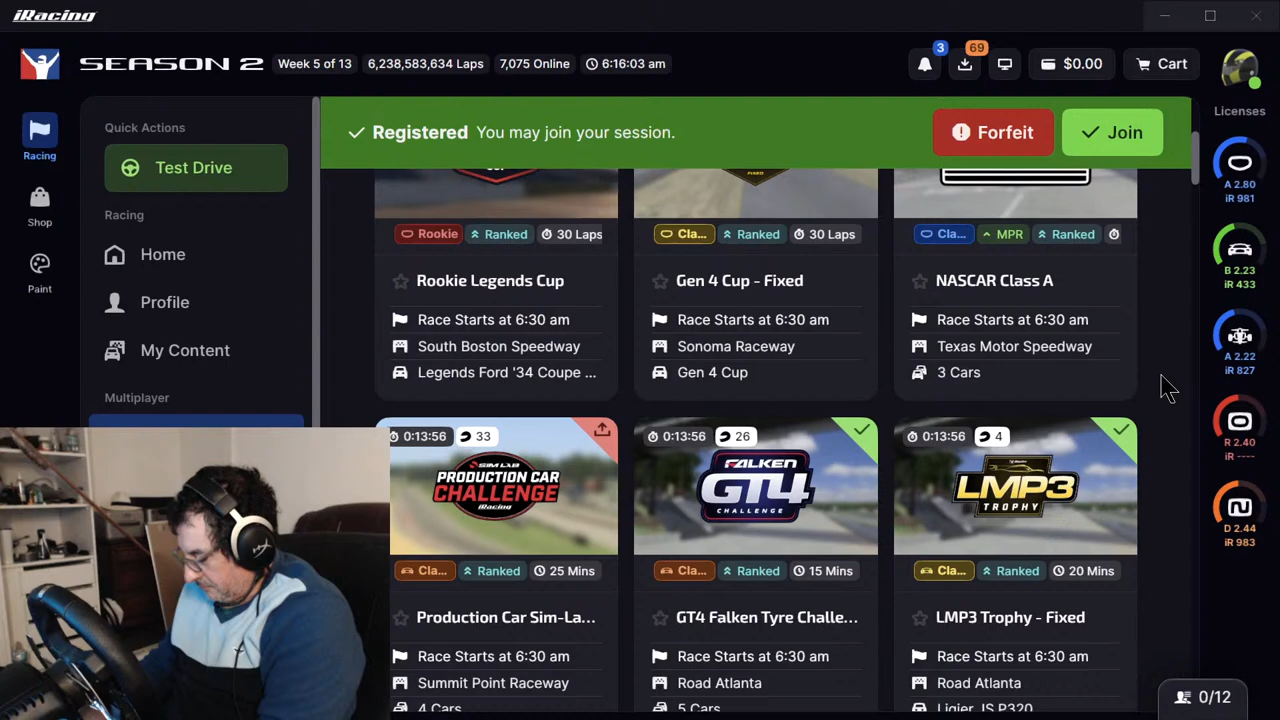 iRacing
SEASON 2
Week 5 of 13
6,238,583,634 Laps
7,075 Online
6:16:03 am
3
69
$0.00
Cart
Racing
Shop
Paint
Quick Actions
Test Drive
Racing
Home
Profile
My Content
Multiplayer
Registered You may join your session.
Forfeit
Join
Rookie
Ranked
30 Laps
Rookie Legends Cup
Race Starts at 6:30 am
South Boston Speedway
Legends Ford '34 Coupe ...
FIXED
Cla...
Ranked
30 Laps
Gen 4 Cup - Fixed
Race Starts at 6:30 am
Sonoma Raceway
Gen 4 Cup
Cla...
MPR
Ranked
NASCAR Class A
Race Starts at 6:30 am
Texas Motor Speedway
3 Cars
0:13:56
33
SIM LAB
PRODUCTION CAR
CHALLENGE
iRacing
Cla...
Ranked
25 Mins
Production Car Sim-La...
Race Starts at 6:30 am
Summit Point Raceway
4 Cars
0:13:56
26
FALKEN
GT4
CHALLENGE
Cla...
Ranked
15 Mins
GT4 Falken Tyre Challe...
Race Starts at 6:30 am
Road Atlanta
5 Cars
0:13:56
4
LMP3
TROPHY
Cla...
Ranked
20 Mins
LMP3 Trophy - Fixed
Race Starts at 6:30 am
Road Atlanta
Ligier JS P320
Licenses
A 2.80
iR 981
B 2.23
iR 433
A 2.22
iR 827
R 2.40
iR ----
D 2.44
iR 983
0/12